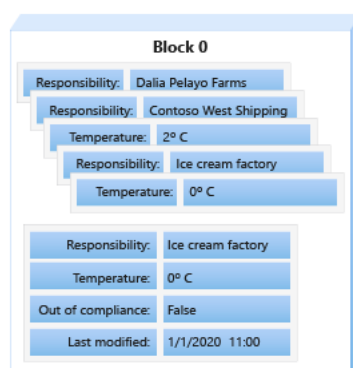 Block 0
Responsibility: Dalia Pelayo Farms
Responsibility: Contoso West Shipping
Temperature: 2º C
Responsibility: Ice cream factory
Temperature: 0º C
Responsibility: Ice cream factory
Temperature: 0º C
Out of compliance: False
Last modified: 1/1/2020 11:00